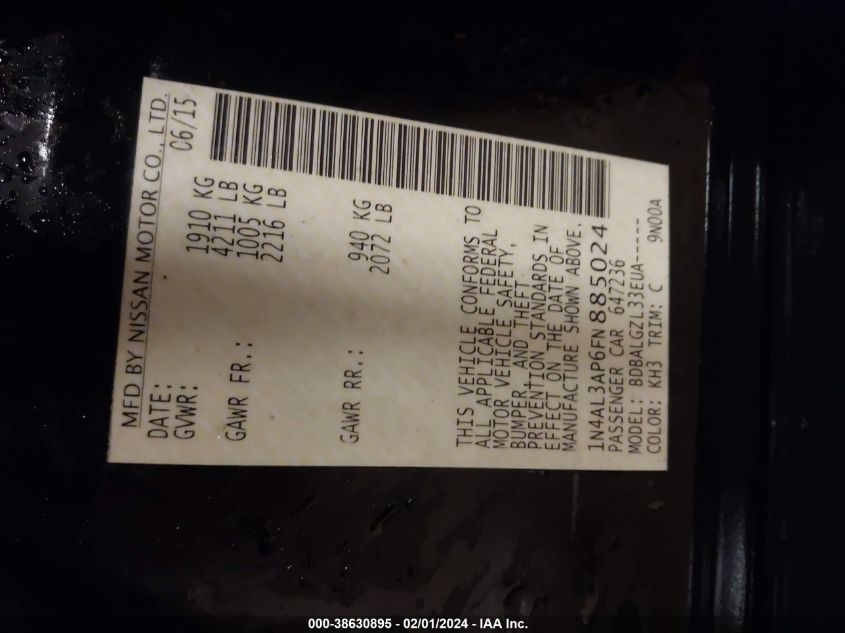 MFD BY NISSAN MOTOR CO., LTD.
DATE: 06/15
GVWR: 1910 KG
4211 LB
GAWR FR.: 1005 KG
2216 LB
GAWR RR.: 940 KG
2072 LB
THIS VEHICLE CONFORMS TO
ALL APPLICABLE FEDERAL
MOTOR VEHICLE SAFETY,
BUMPER, AND THEFT
PREVENTION STANDARDS IN
EFFECT ON THE DATE OF
MANUFACTURE SHOWN ABOVE.
1N4AL3AP6FN885024
PASSENGER CAR 647236
MODEL: BDBALGZL33EUA-----
COLOR: KH3 TRIM: C 9N00A
000-38630895 - 02/01/2024 - IAA Inc.